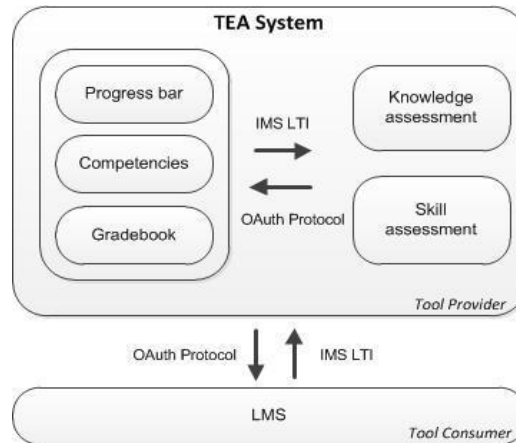 TEA System
Progress bar
Competencies
Gradebook
IMS LTI
OAuth Protocol
Knowledge
assessment
Skill
assessment
Tool Provider
OAuth Protocol
IMS LTI
LMS
Tool Consumer